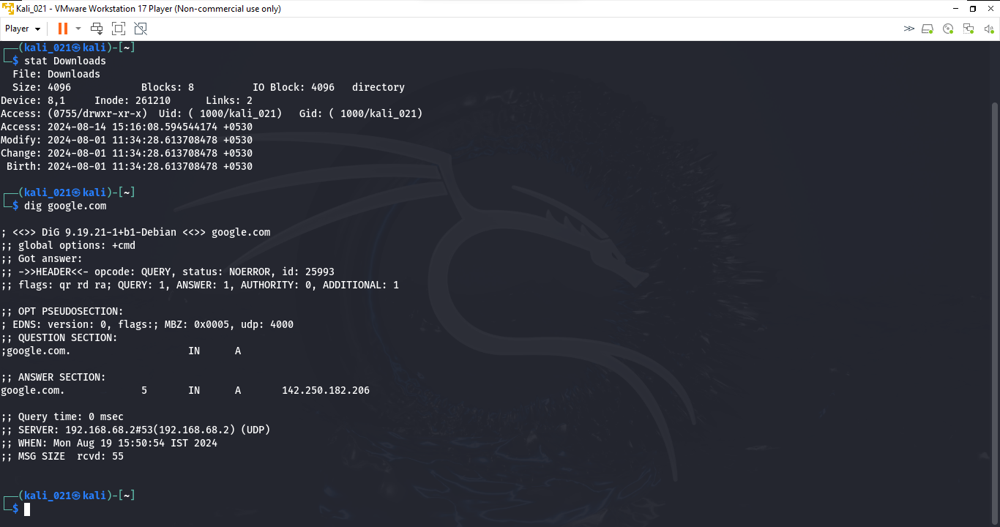 Kali_021 - VMware Workstation 17 Player (Non-commercial use only)
Player
┌──(kali_021㉿kali)-[~]
└─$ stat Downloads
  File: Downloads
  Size: 4096            Blocks: 8          IO Block: 4096   directory
Device: 8,1     Inode: 261210      Links: 2
Access: (0755/drwxr-xr-x)  Uid: ( 1000/kali_021)   Gid: ( 1000/kali_021)
Access: 2024-08-14 15:16:08.594544174 +0530
Modify: 2024-08-01 11:34:28.613708478 +0530
Change: 2024-08-01 11:34:28.613708478 +0530
 Birth: 2024-08-01 11:34:28.613708478 +0530
┌──(kali_021㉿kali)-[~]
└─$ dig google.com
; <<>> DiG 9.19.21-1+b1-Debian <<>> google.com
;; global options: +cmd
;; Got answer:
;; ->>HEADER<<- opcode: QUERY, status: NOERROR, id: 25993
;; flags: qr rd ra; QUERY: 1, ANSWER: 1, AUTHORITY: 0, ADDITIONAL: 1
;; OPT PSEUDOSECTION:
; EDNS: version: 0, flags:; MBZ: 0x0005, udp: 4000
;; QUESTION SECTION:
;google.com.                    IN      A
;; ANSWER SECTION:
google.com.             5       IN      A       142.250.182.206
;; Query time: 0 msec
;; SERVER: 192.168.68.2#53(192.168.68.2) (UDP)
;; WHEN: Mon Aug 19 15:50:54 IST 2024
;; MSG SIZE  rcvd: 55
┌──(kali_021㉿kali)-[~]
└─$